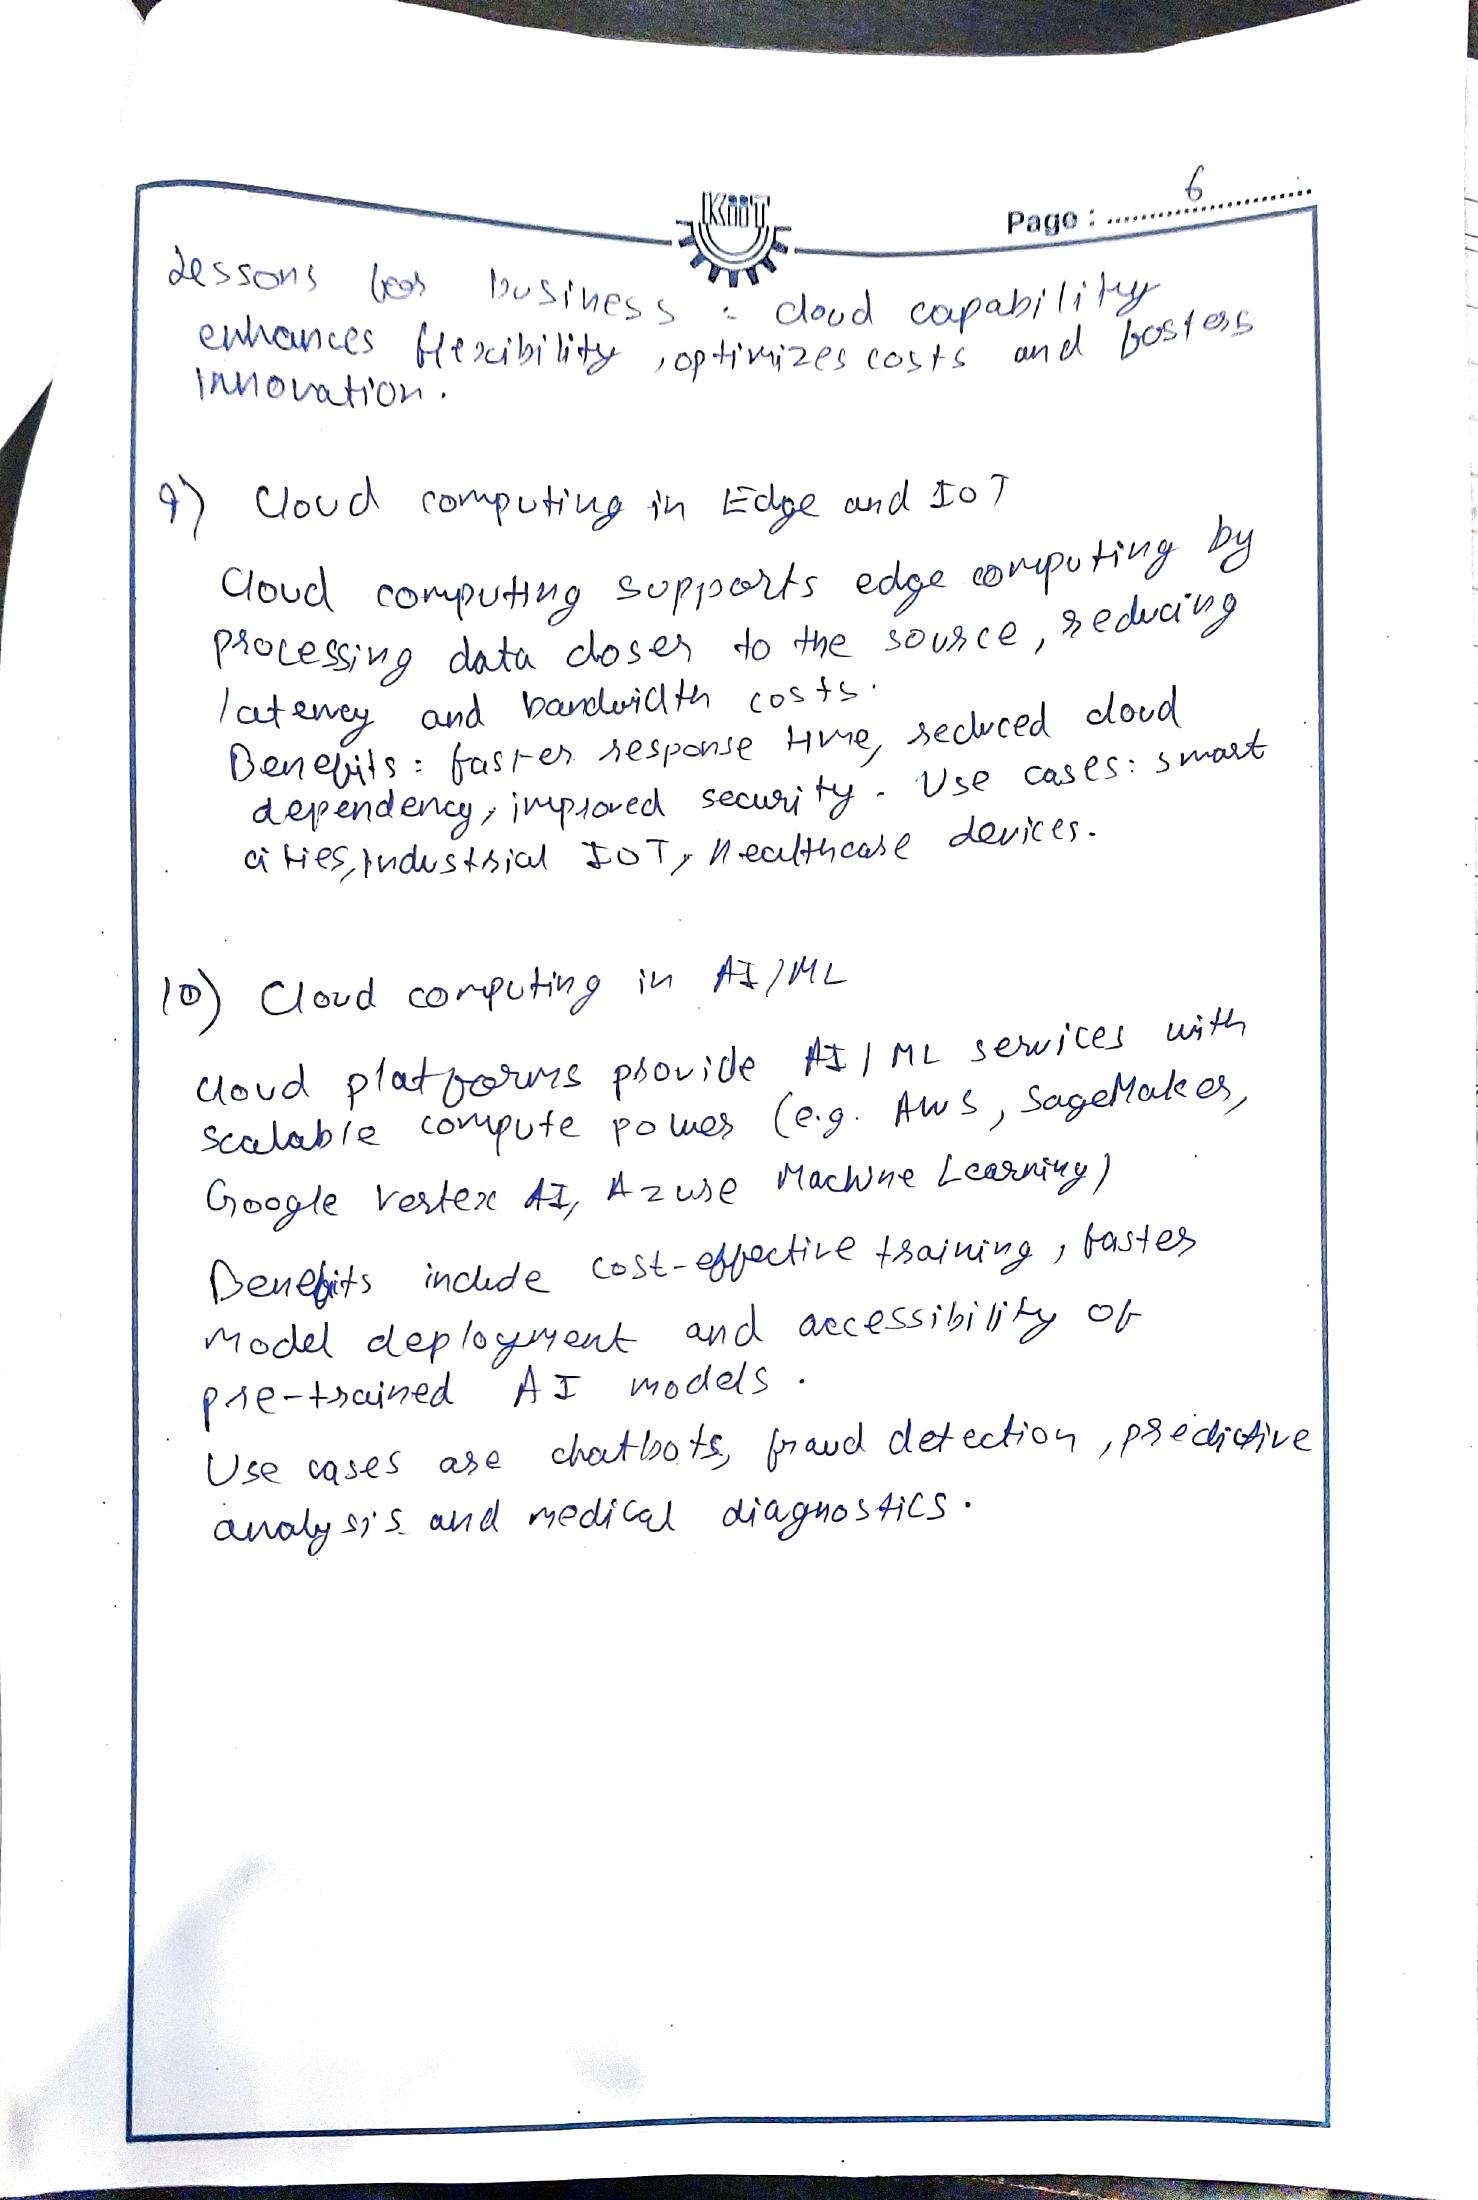 KiiT
Page : 6
Lessons for business : cloud capability
enhances flexibility, optimizes costs and fosters
innovation.
9) Cloud computing in Edge and IoT
Cloud computing supports edge computing by
processing data closer to the source, reducing
latency and bandwidth costs.
Benefits : faster response time, reduced cloud
dependency, improved security. Use cases: smart
cities, industrial IOT, healthcare devices.
10) Cloud computing in AI/ML
Cloud platforms provide AI/ML services with
scalable compute power (e.g. AWS, SageMaker,
Google Vertex AI, Azure Machine Learning)
Benefits include cost-effective training, faster
model deployment and accessibility of
pre-trained AI models.
Use cases are chatbots, fraud detection, predictive
analysis and medical diagnostics.